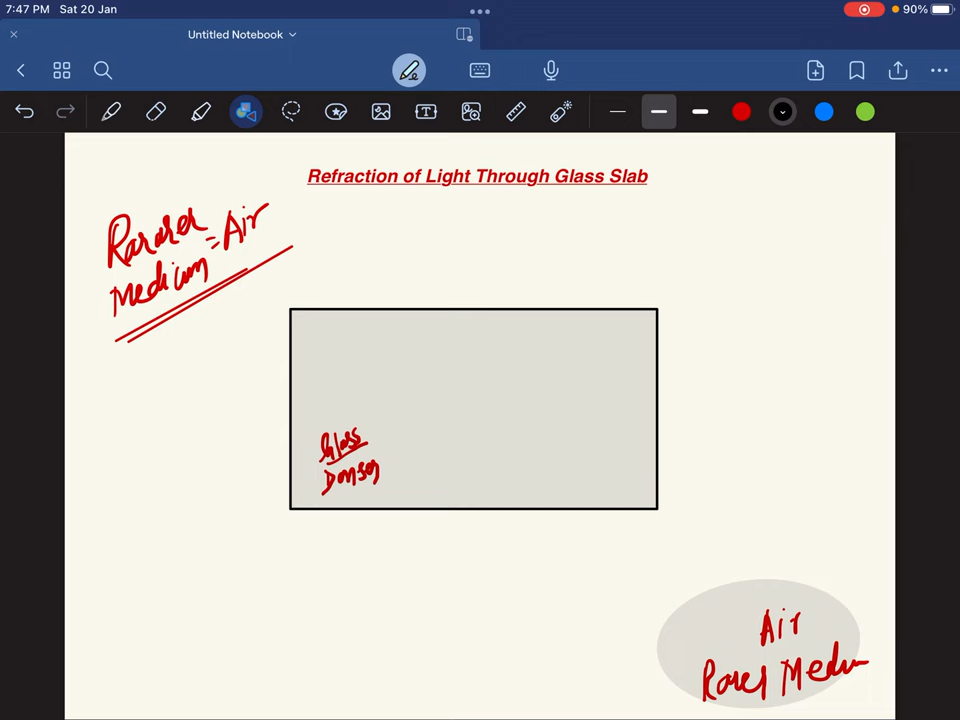 7:47 PM Sat 20 Jan
90%
Untitled Notebook
Refraction of Light Through Glass Slab
Rararer
Medium = Air
Glass
Denser
Air
Rarer Medium